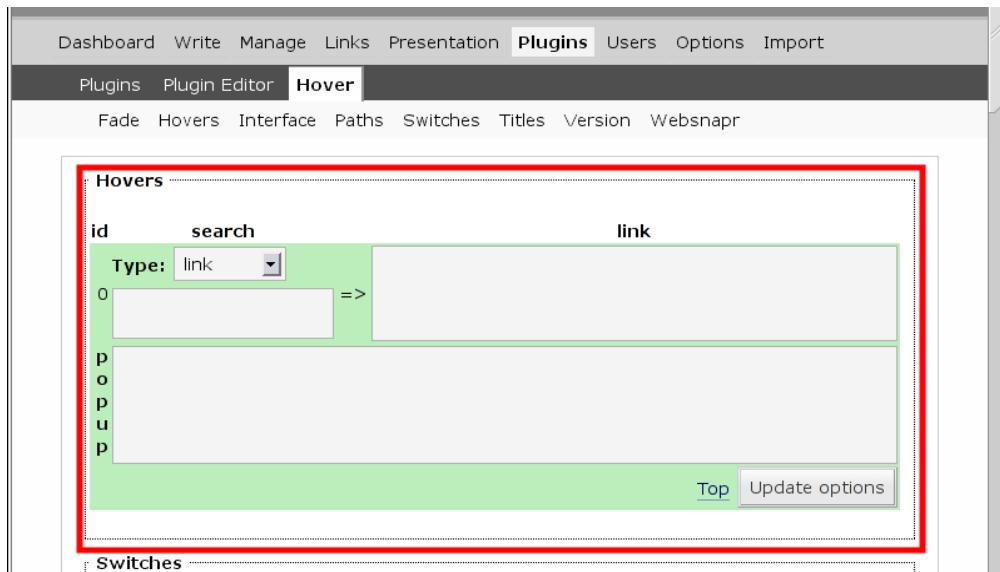 Dashboard Write Manage Links Presentation Plugins Users Options Import
Plugins Plugin Editor Hover
Fade Hovers Interface Paths Switches Titles Version Websnapr
Hovers
id search link
Type: link
0 =>
p
o
p
u
p
Top Update options
Switches